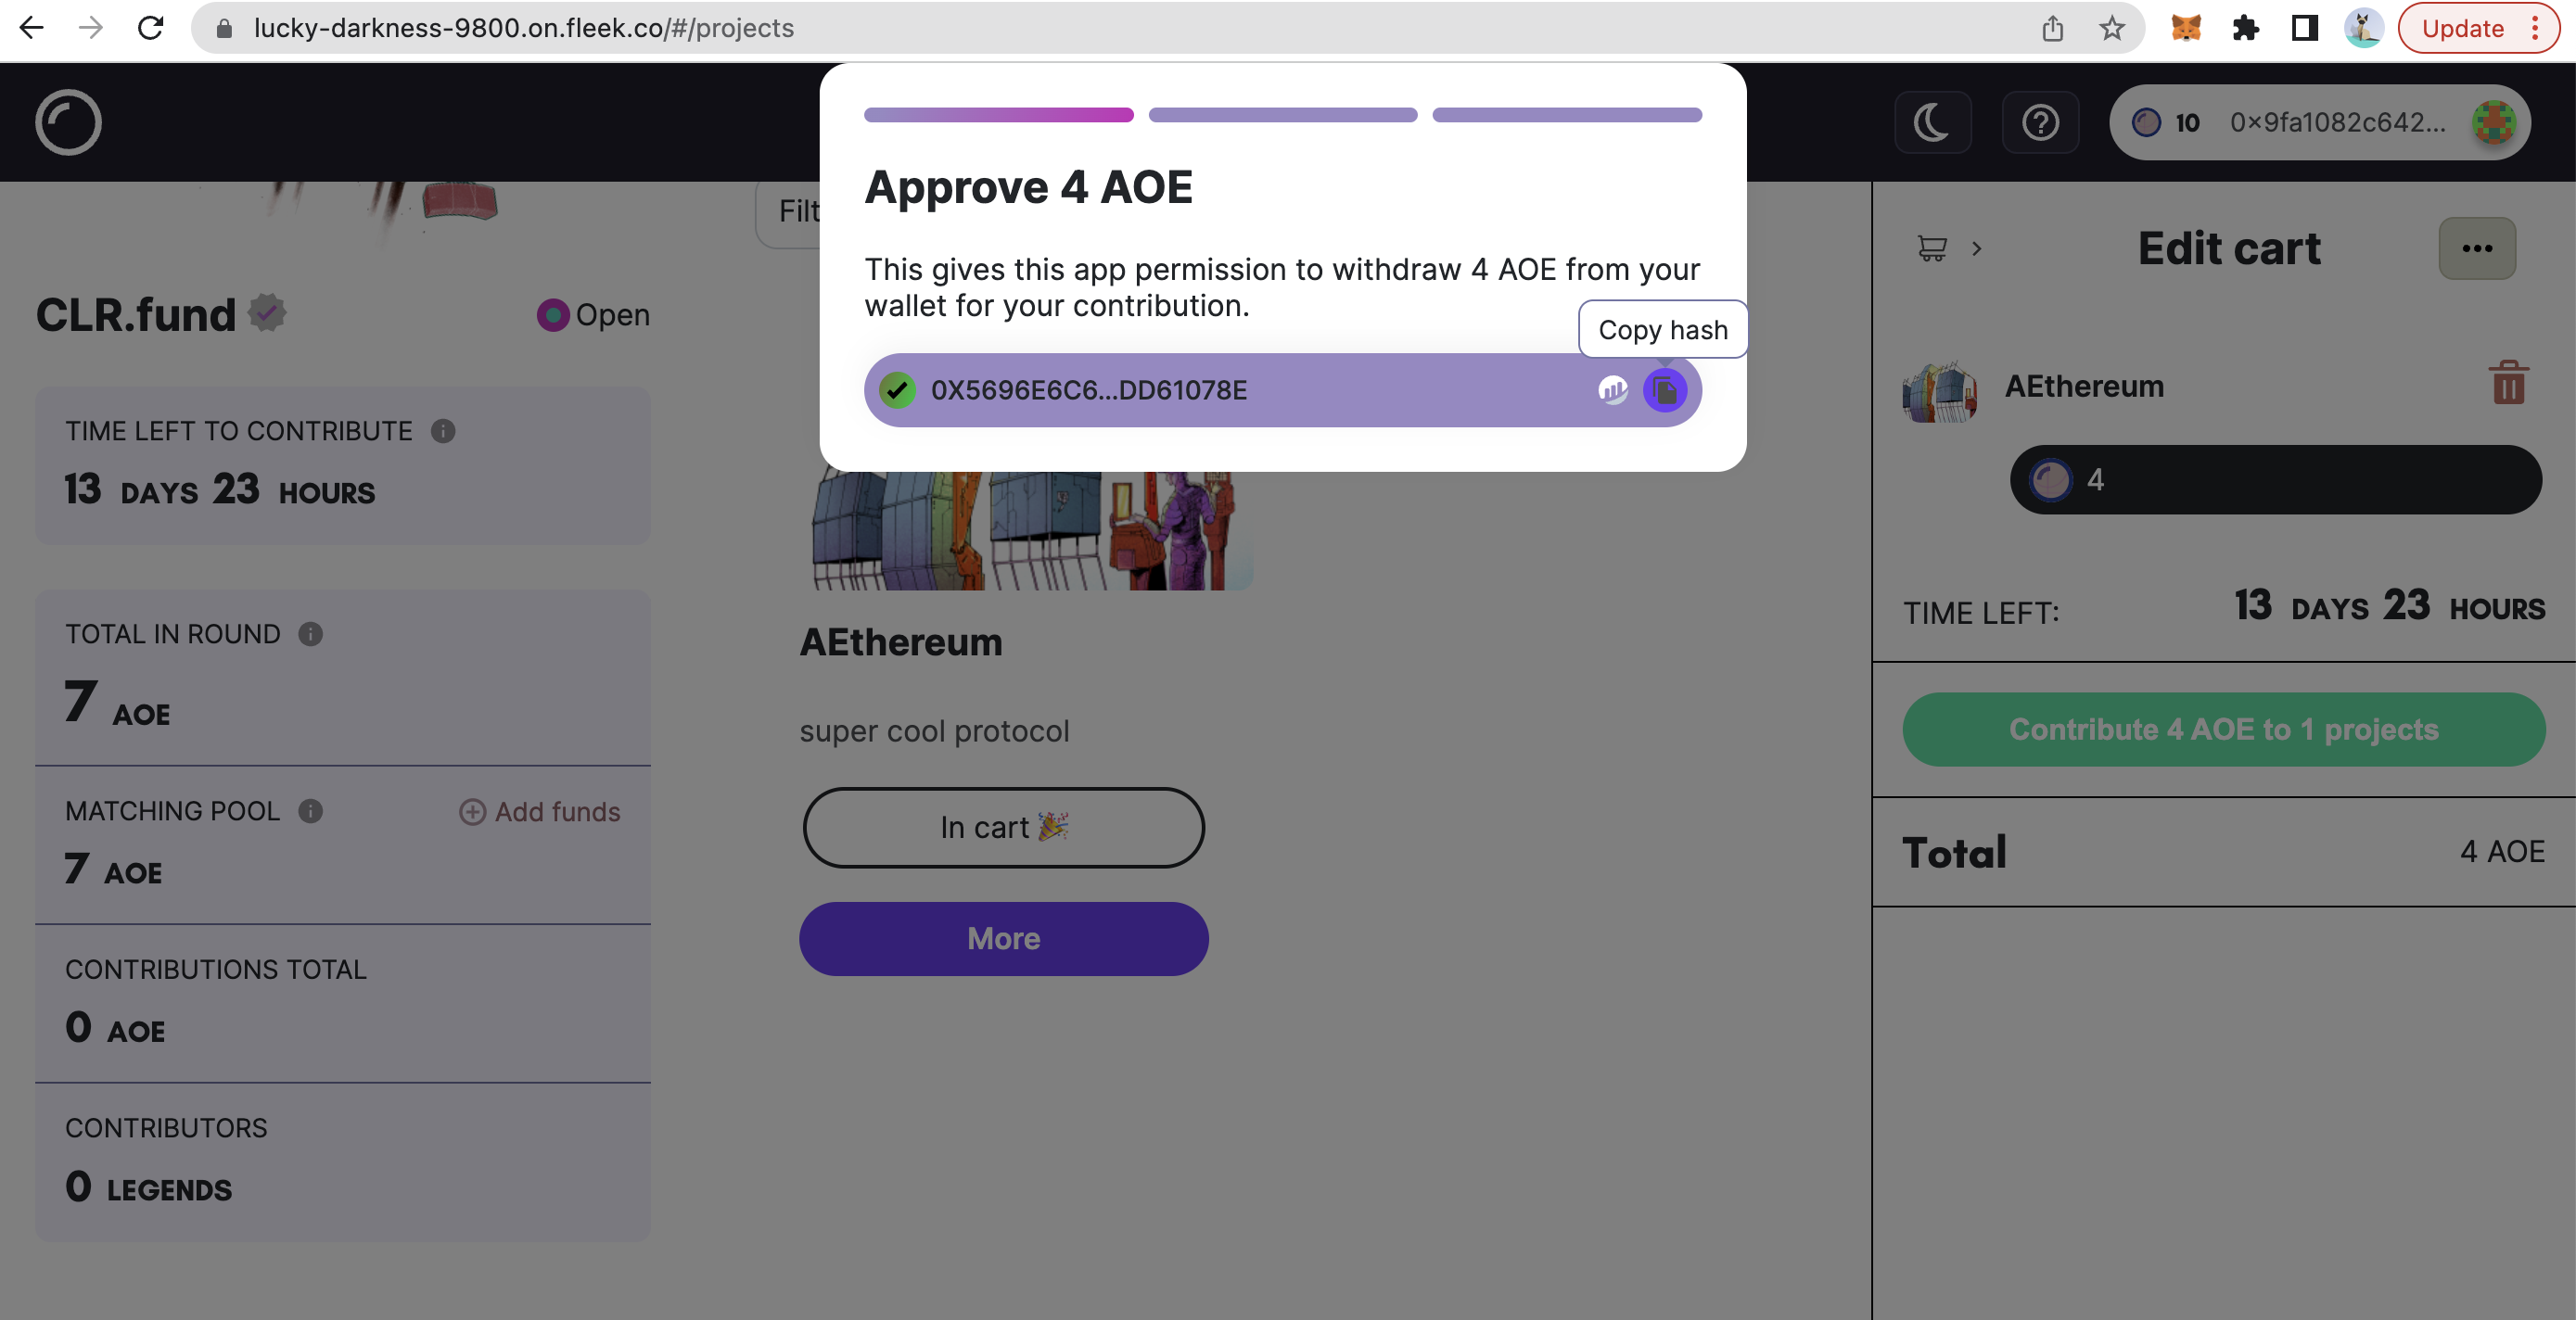 lucky-darkness-9800.on.fleek.co/#/projects
Update
10 0×9fa1082c642...
Approve 4 AOE
This gives this app permission to withdraw 4 AOE from your
wallet for your contribution.
Copy hash
0X5696E6C6...DD61078E
CLR.fund
Open
TIME LEFT TO CONTRIBUTE
13 DAYS 23 HOURS
TOTAL IN ROUND
7 AOE
MATCHING POOL
Add funds
7 AOE
CONTRIBUTIONS TOTAL
0 AOE
CONTRIBUTORS
0 LEGENDS
Filt
AEthereum
super cool protocol
In cart 🎉
More
Edit cart
•••
AEthereum
4
TIME LEFT: 13 DAYS 23 HOURS
Contribute 4 AOE to 1 projects
Total 4 AOE